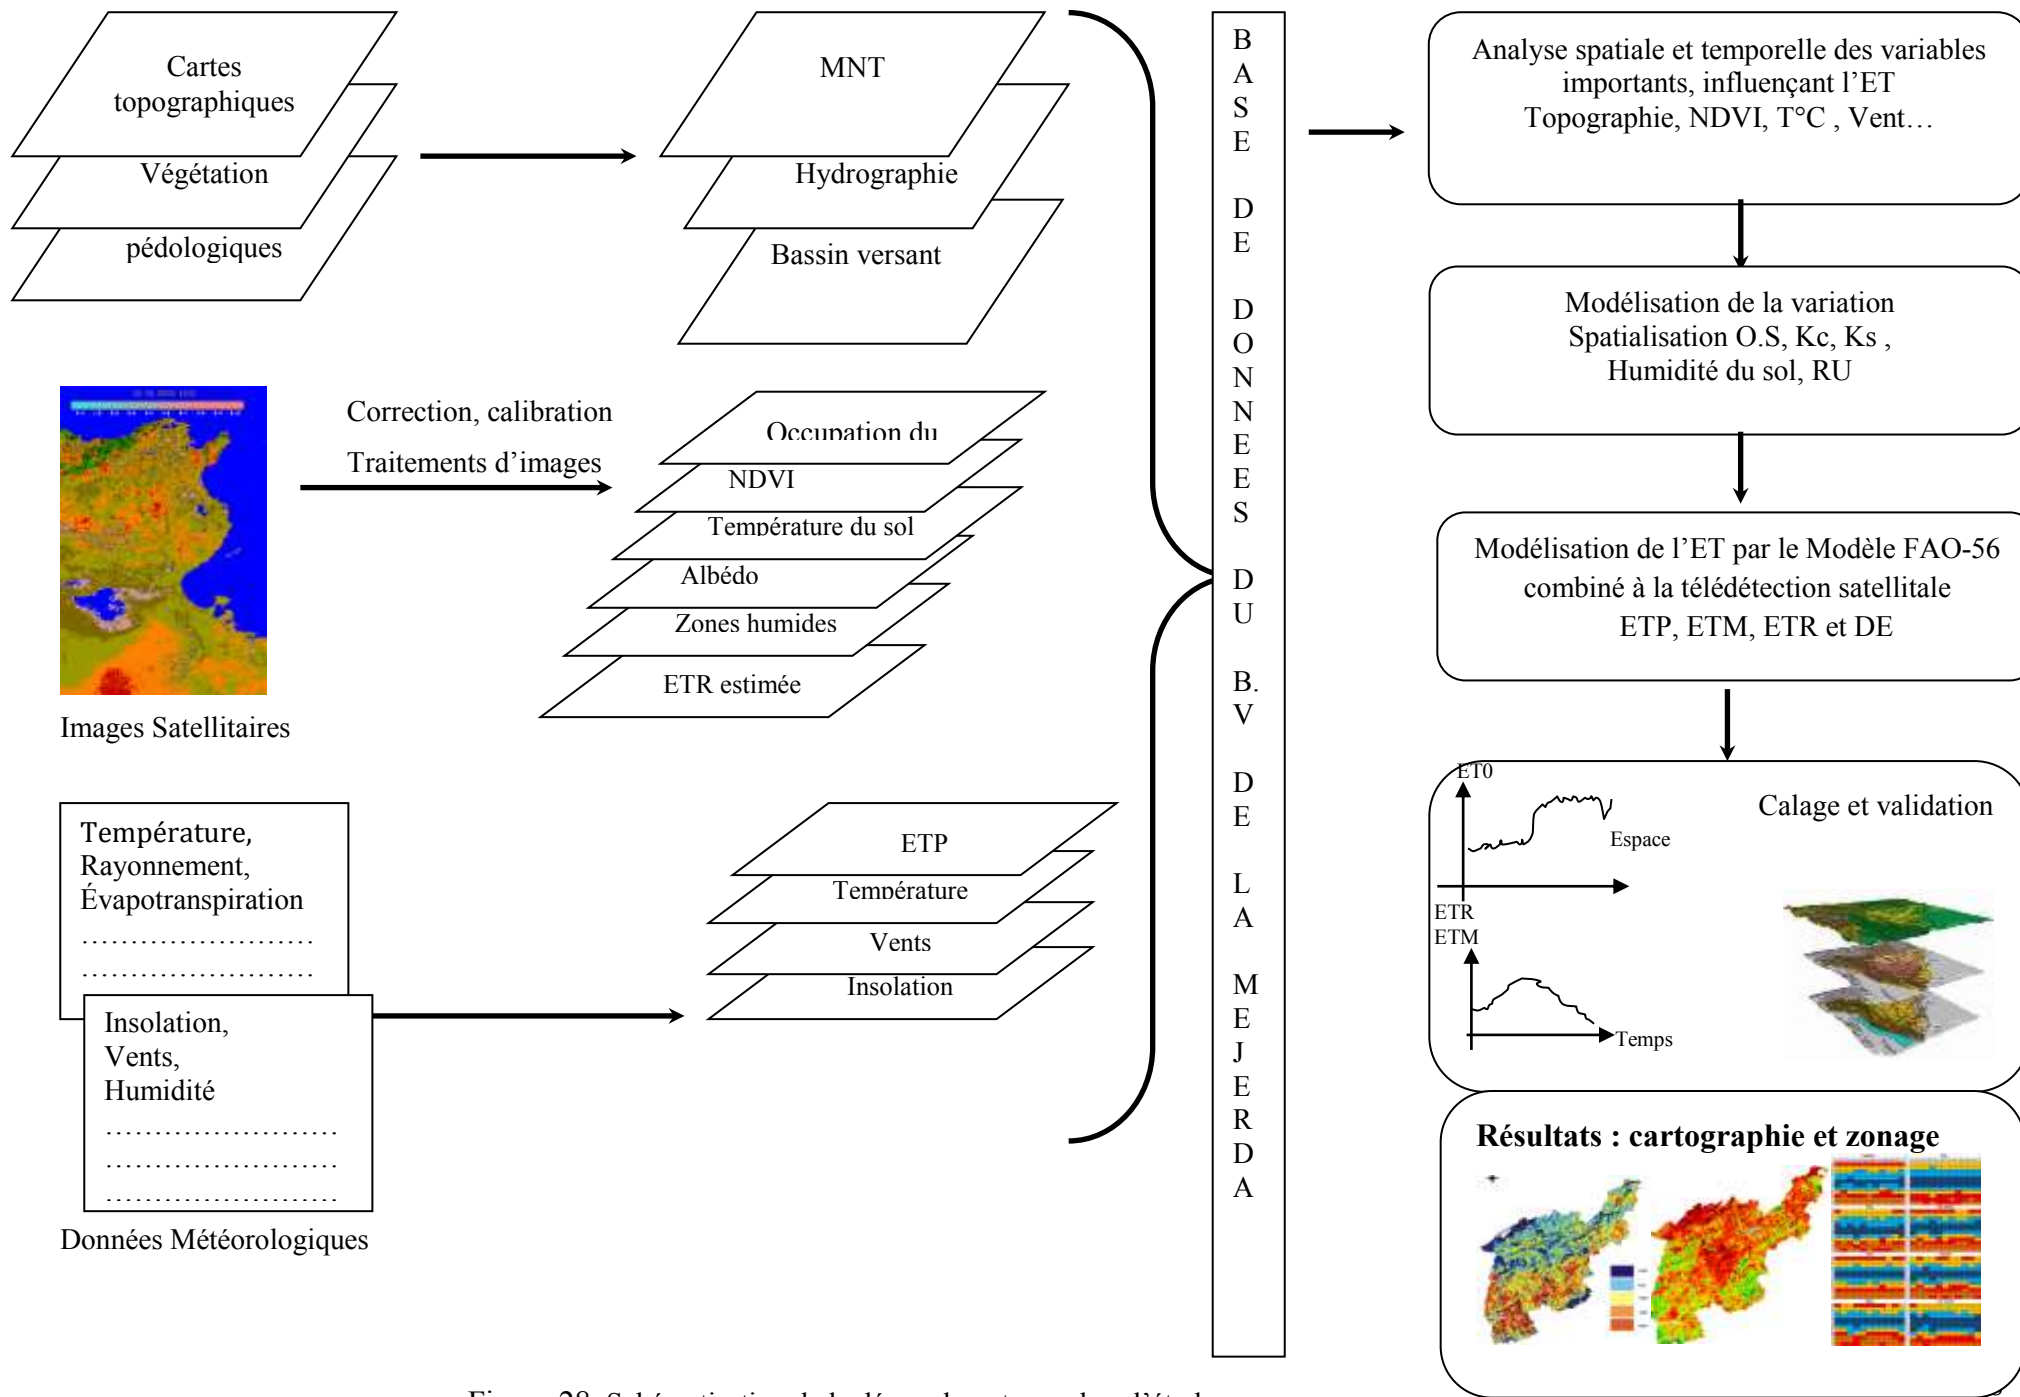 Cartes
topographiques
Végétation
pédologiques
MNT
Hydrographie
Bassin versant
Correction, calibration
Traitements d'images
Images Satellitaires
Occupation du
NDVI
Température du sol
Albédo
Zones humides
ETR estimée
Température,
Rayonnement,
Évapotranspiration
……………………
……………………
Insolation,
Vents,
Humidité
……………………
……………………
……………………
Données Météorologiques
ETP
Température
Vents
Insolation
BASE DE DONNEES DU B.V DE LA MEJERDA
Analyse spatiale et temporelle des variables
importants, influençant l'ET
Topographie, NDVI, T°C , Vent…
Modélisation de la variation
Spatialisation O.S, Kc, Ks ,
Humidité du sol, RU
Modélisation de l'ET par le Modèle FAO-56
combiné à la télédétection satellitale
ETP, ETM, ETR et DE
ET0
Calage et validation
Espace
ETR
ETM
Temps
Résultats : cartographie et zonage